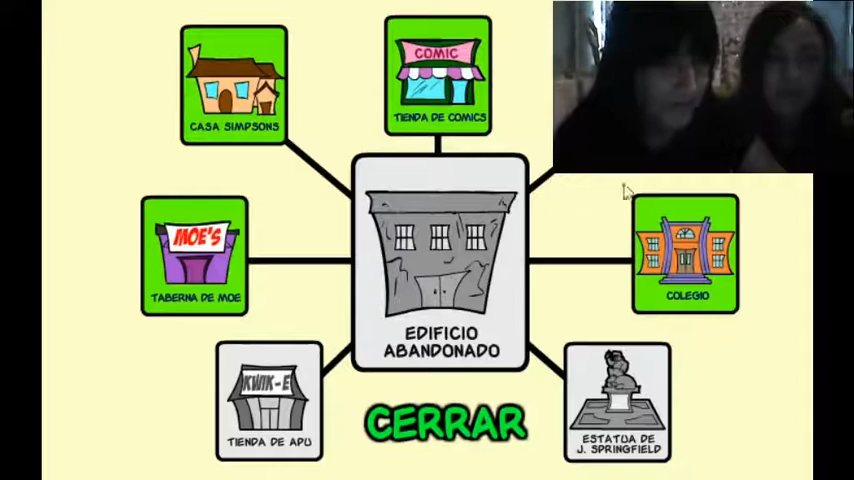 COMIC
TIENDA DE COMICS
CASA SIMPSONS
MOE'S
TABERNA DE MOE
COLEGIO
EDIFICIO
ABANDONADO
KWIK-E
TIENDA DE APU
CERRAR
ESTATUA DE
J. SPRINGFIELD